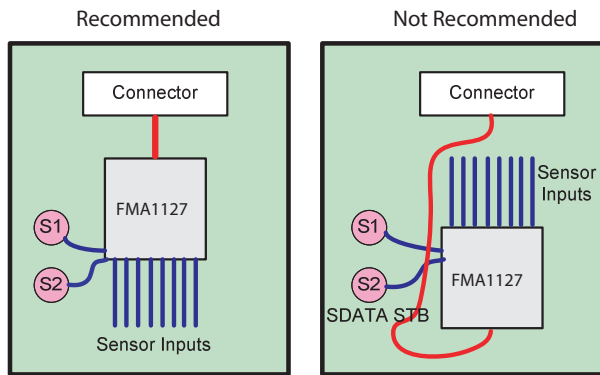 Recommended
Connector
FMA1127
S1
S2
Sensor Inputs
Not Recommended
Connector
Sensor
Inputs
S1
S2
FMA1127
SDATA STB